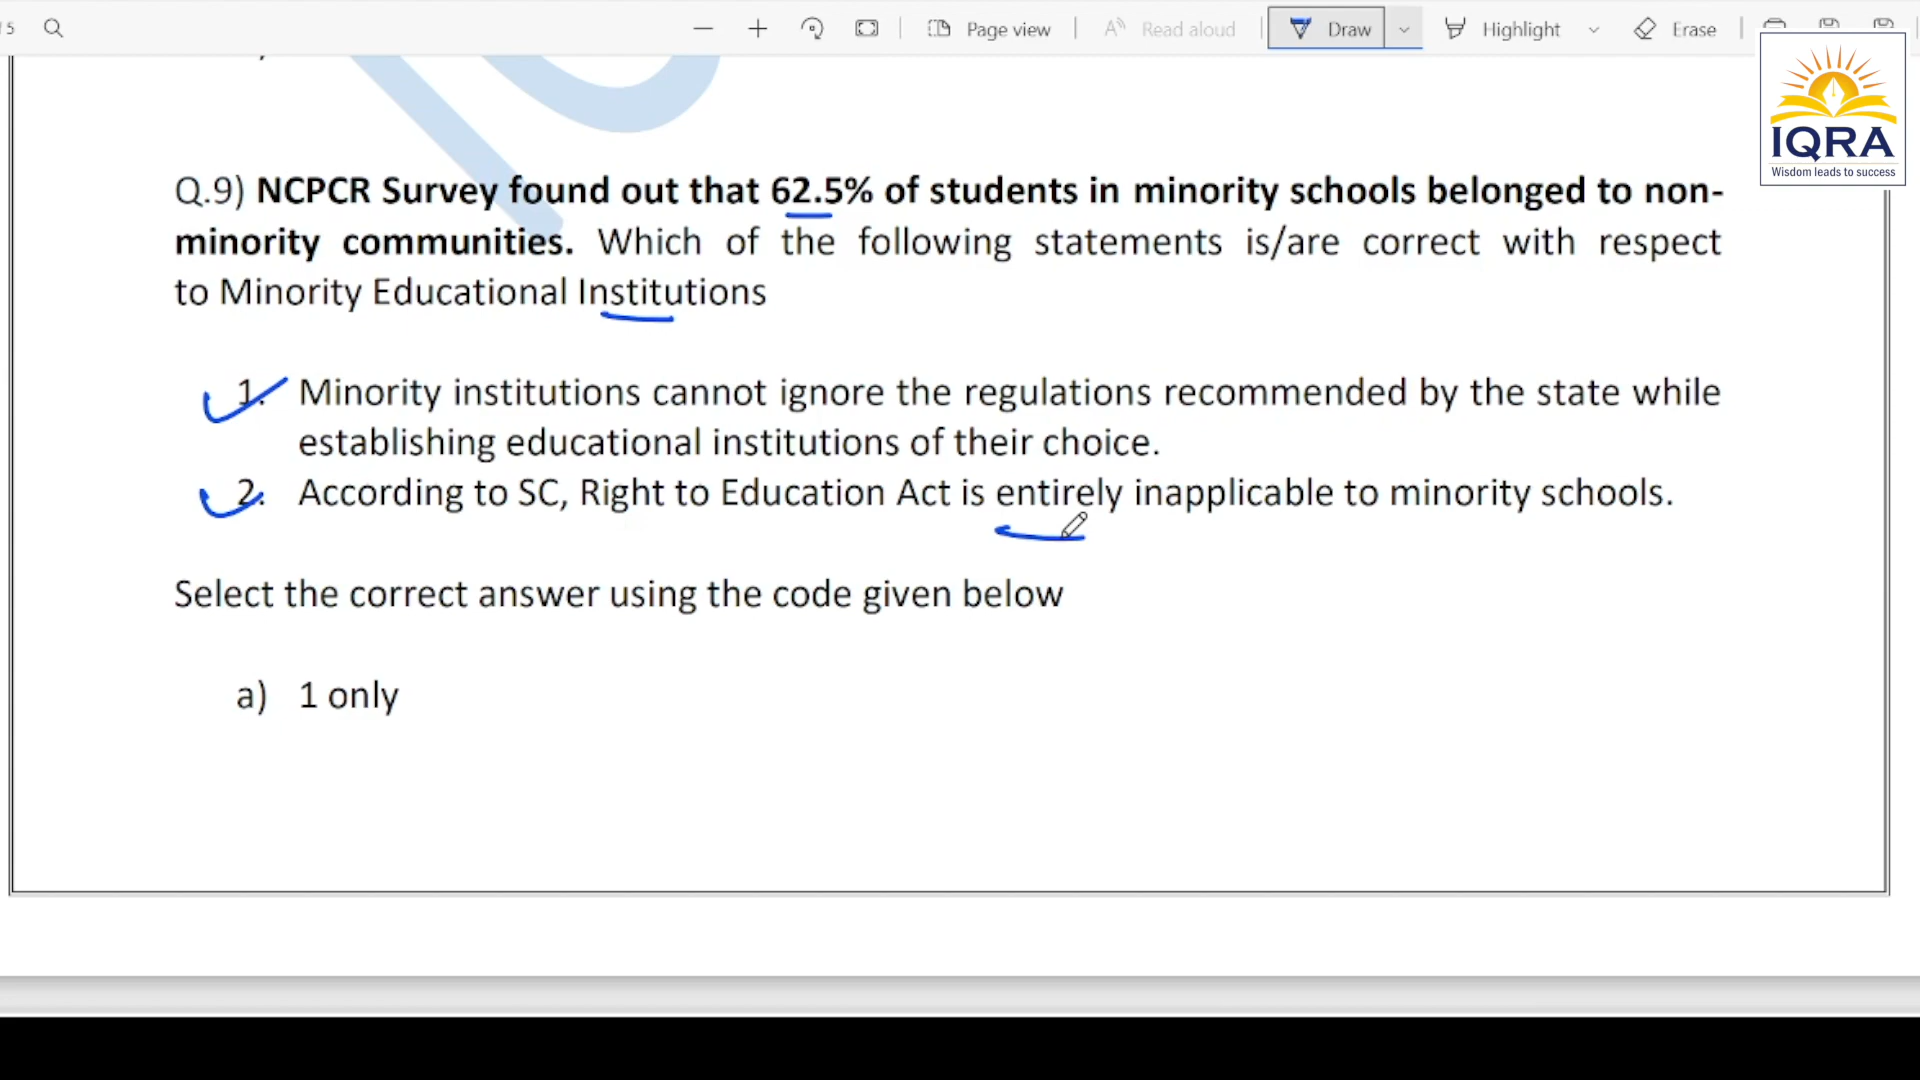 5
Page view
Read aloud
Draw
Highlight
Erase
IQRA
Wisdom leads to success
Q.9) NCPCR Survey found out that 62.5% of students in minority schools belonged to non-
minority communities. Which of the following statements is/are correct with respect
to Minority Educational Institutions
1. Minority institutions cannot ignore the regulations recommended by the state while
establishing educational institutions of their choice.
2. According to SC, Right to Education Act is entirely inapplicable to minority schools.
Select the correct answer using the code given below
a) 1 only